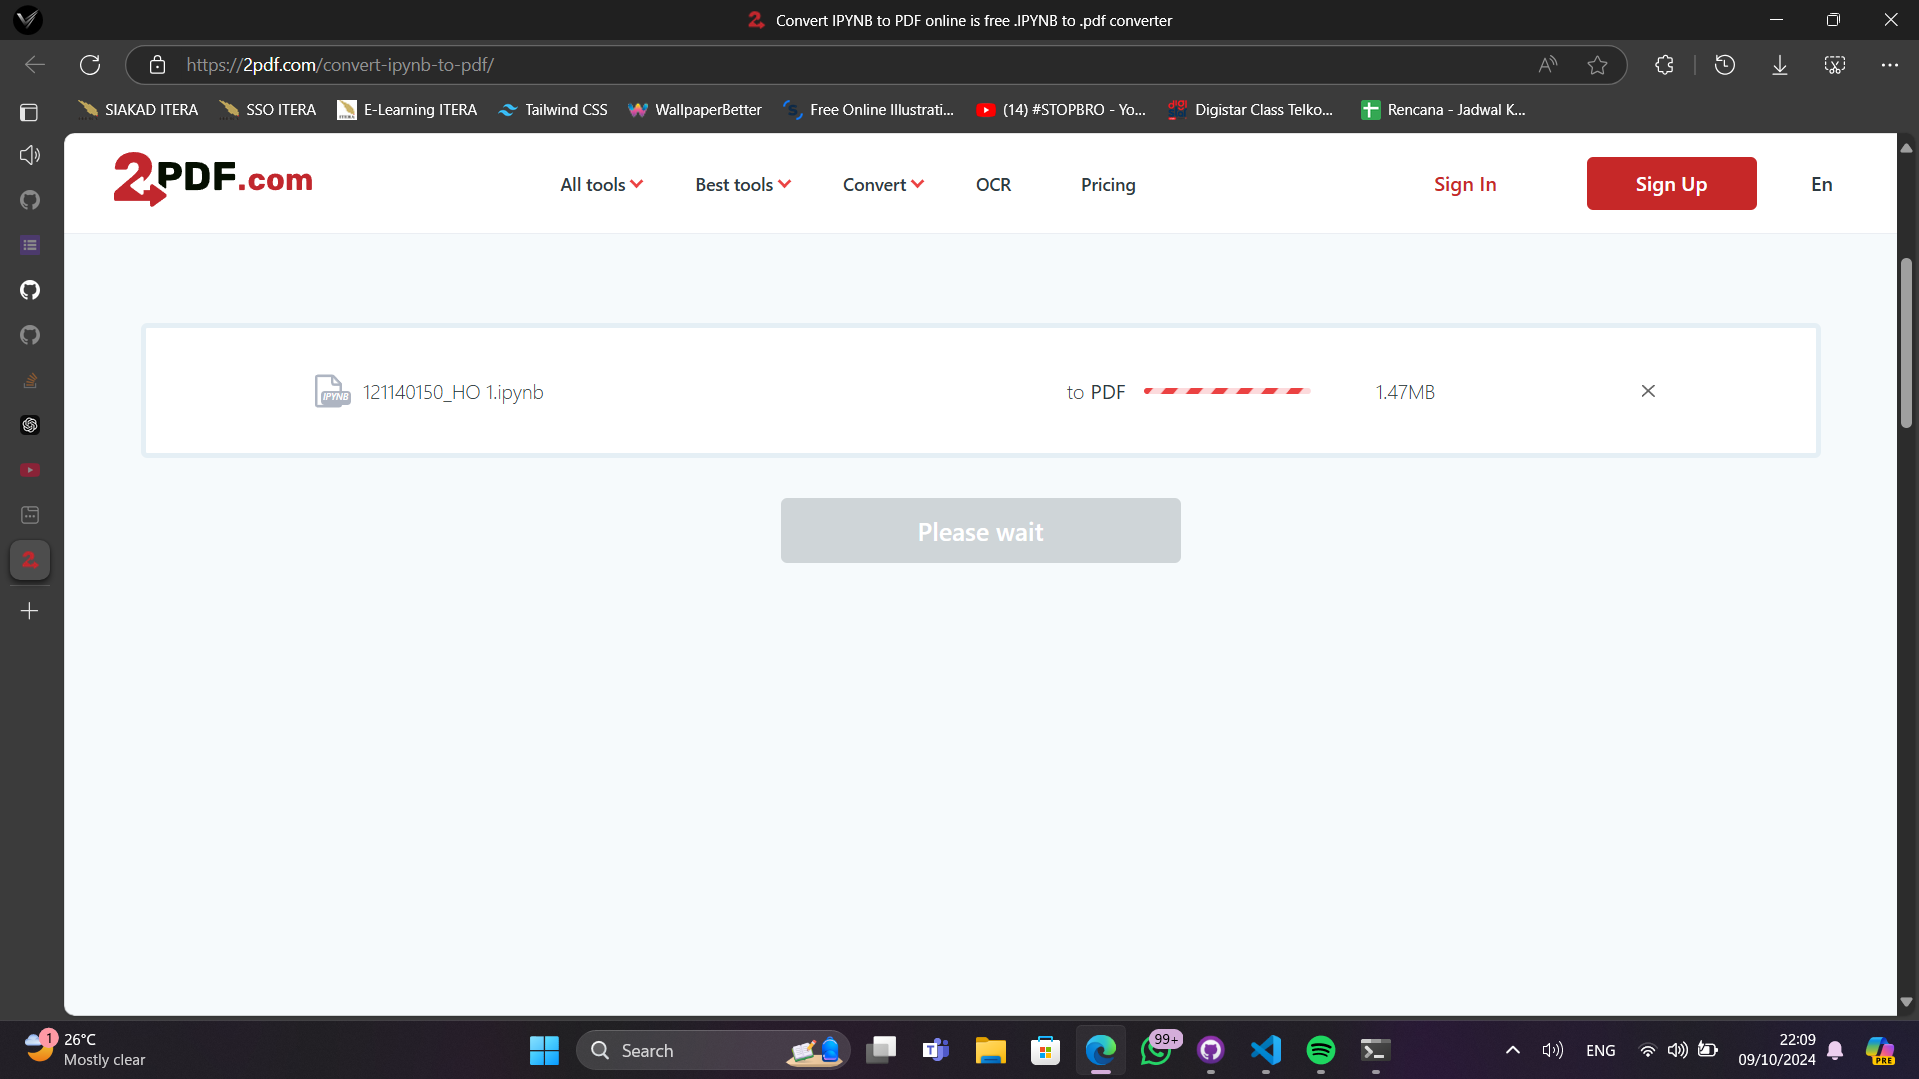 Convert IPYNB to PDF online is free .IPYNB to .pdf converter
https://2pdf.com/convert-ipynb-to-pdf/
SIAKAD ITERA SSO ITERA E-Learning ITERA Tailwind CSS WallpaperBetter Free Online Illustrati... (14) #STOPBRO - Yo... Digistar Class Telko... Rencana - Jadwal K...
2PDF.com All tools Best tools Convert OCR Pricing Sign In Sign Up En
IPYNB 121140150_HO 1.ipynb to PDF 1.47MB
Please wait
1 26°C
Mostly clear
Search
99+
ENG
22:09
09/10/2024
PRE